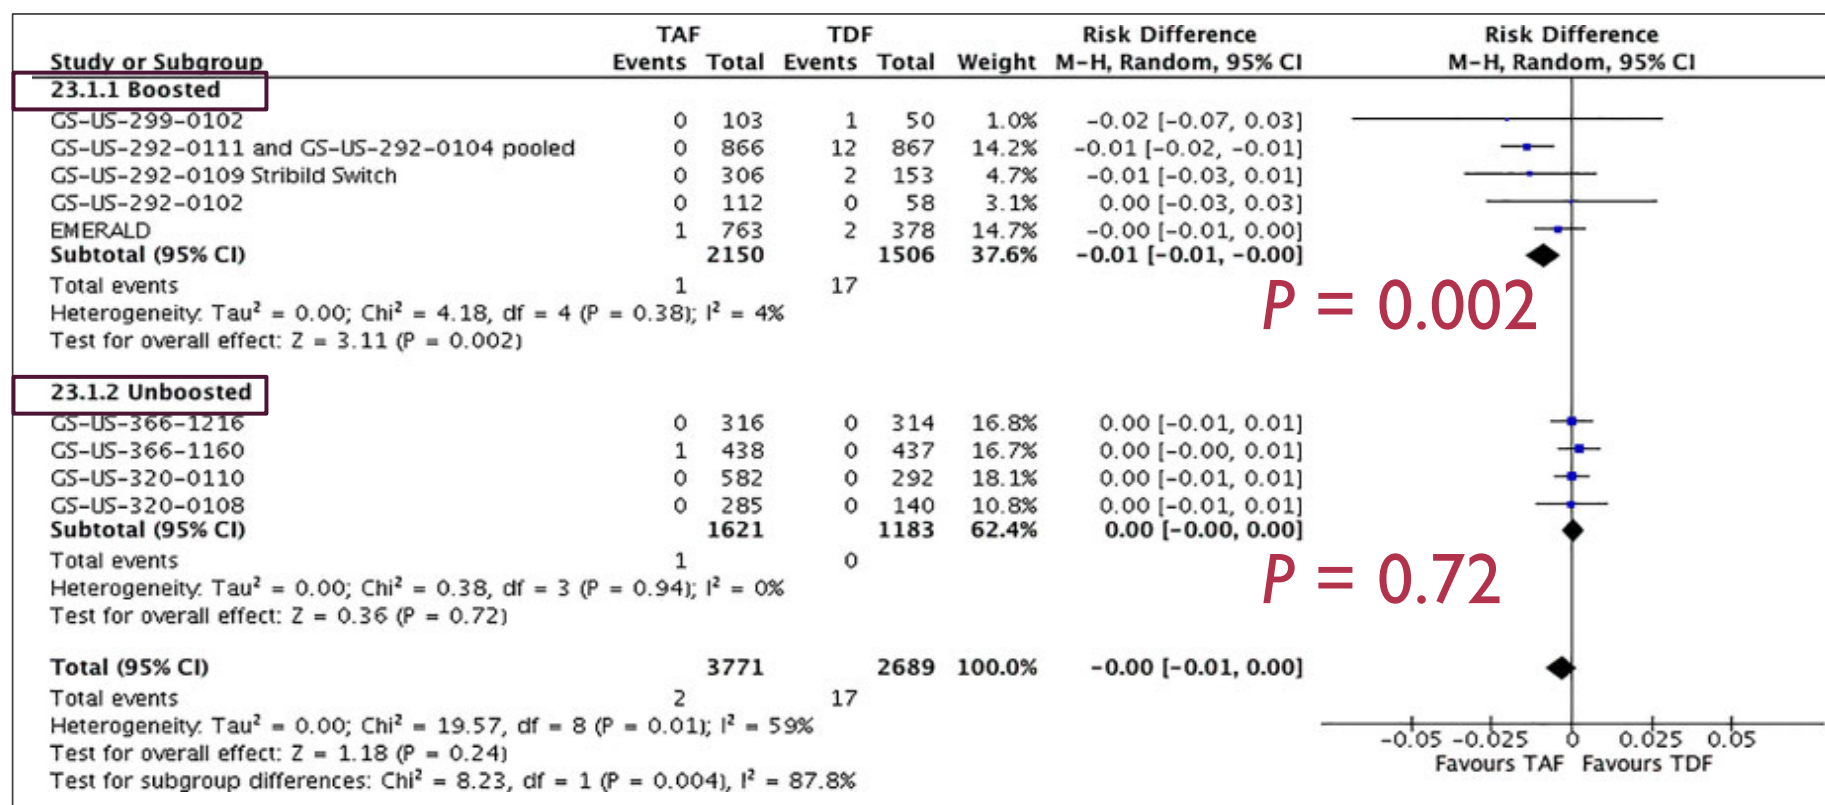 TAF TDF Risk Difference Risk Difference
Study or Subgroup Events Total Events Total Weight M-H, Random, 95% CI M-H, Random, 95% CI
23.1.1 Boosted
GS-US-299-0102 0 103 1 50 1.0% -0.02 [-0.07, 0.03]
GS-US-292-0111 and GS-US-292-0104 pooled 0 866 12 867 14.2% -0.01 [-0.02, -0.01]
GS-US-292-0109 Stribild Switch 0 306 2 153 4.7% -0.01 [-0.03, 0.01]
GS-US-292-0102 0 112 0 58 3.1% 0.00 [-0.03, 0.03]
EMERALD 1 763 2 378 14.7% -0.00 [-0.01, 0.00]
Subtotal (95% CI) 2150 1506 37.6% -0.01 [-0.01, -0.00]
Total events 1 17
Heterogeneity: Tau² = 0.00; Chi² = 4.18, df = 4 (P = 0.38); I² = 4%
P = 0.002
Test for overall effect: Z = 3.11 (P = 0.002)
23.1.2 Unboosted
GS-US-366-1216 0 316 0 314 16.8% 0.00 [-0.01, 0.01]
GS-US-366-1160 1 438 0 437 16.7% 0.00 [-0.00, 0.01]
GS-US-320-0110 0 582 0 292 18.1% 0.00 [-0.01, 0.01]
GS-US-320-0108 0 285 0 140 10.8% 0.00 [-0.01, 0.01]
Subtotal (95% CI) 1621 1183 62.4% 0.00 [-0.00, 0.00]
Total events 1 0
Heterogeneity: Tau² = 0.00; Chi² = 0.38, df = 3 (P = 0.94); I² = 0%
P = 0.72
Test for overall effect: Z = 0.36 (P = 0.72)
Total (95% CI) 3771 2689 100.0% -0.00 [-0.01, 0.00]
Total events 2 17
Heterogeneity: Tau² = 0.00; Chi² = 19.57, df = 8 (P = 0.01); I² = 59%
Test for overall effect: Z = 1.18 (P = 0.24)
Test for subgroup differences: Chi² = 8.23, df = 1 (P = 0.004), I² = 87.8%
-0.05 -0.025 0 0.025 0.05
Favours TAF Favours TDF